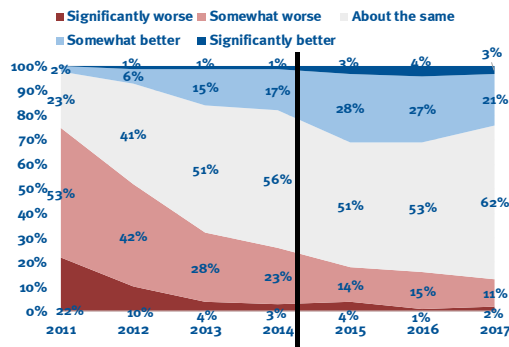 Significantly worse Somewhat worse About the same
Somewhat better Significantly better
3%
1% 1% 1% 3% 4%
100%
2% 6%
90%
15% 17% 28% 27% 21%
80%
23%
70%
41%
60%
51% 56%
50%
53%
51% 53% 62%
40%
42%
30%
28% 23%
20%
14% 15% 11%
10%
0%
22% 10% 4% 3% 4% 1% 2%
2011 2012 2013 2014 2015 2016 2017